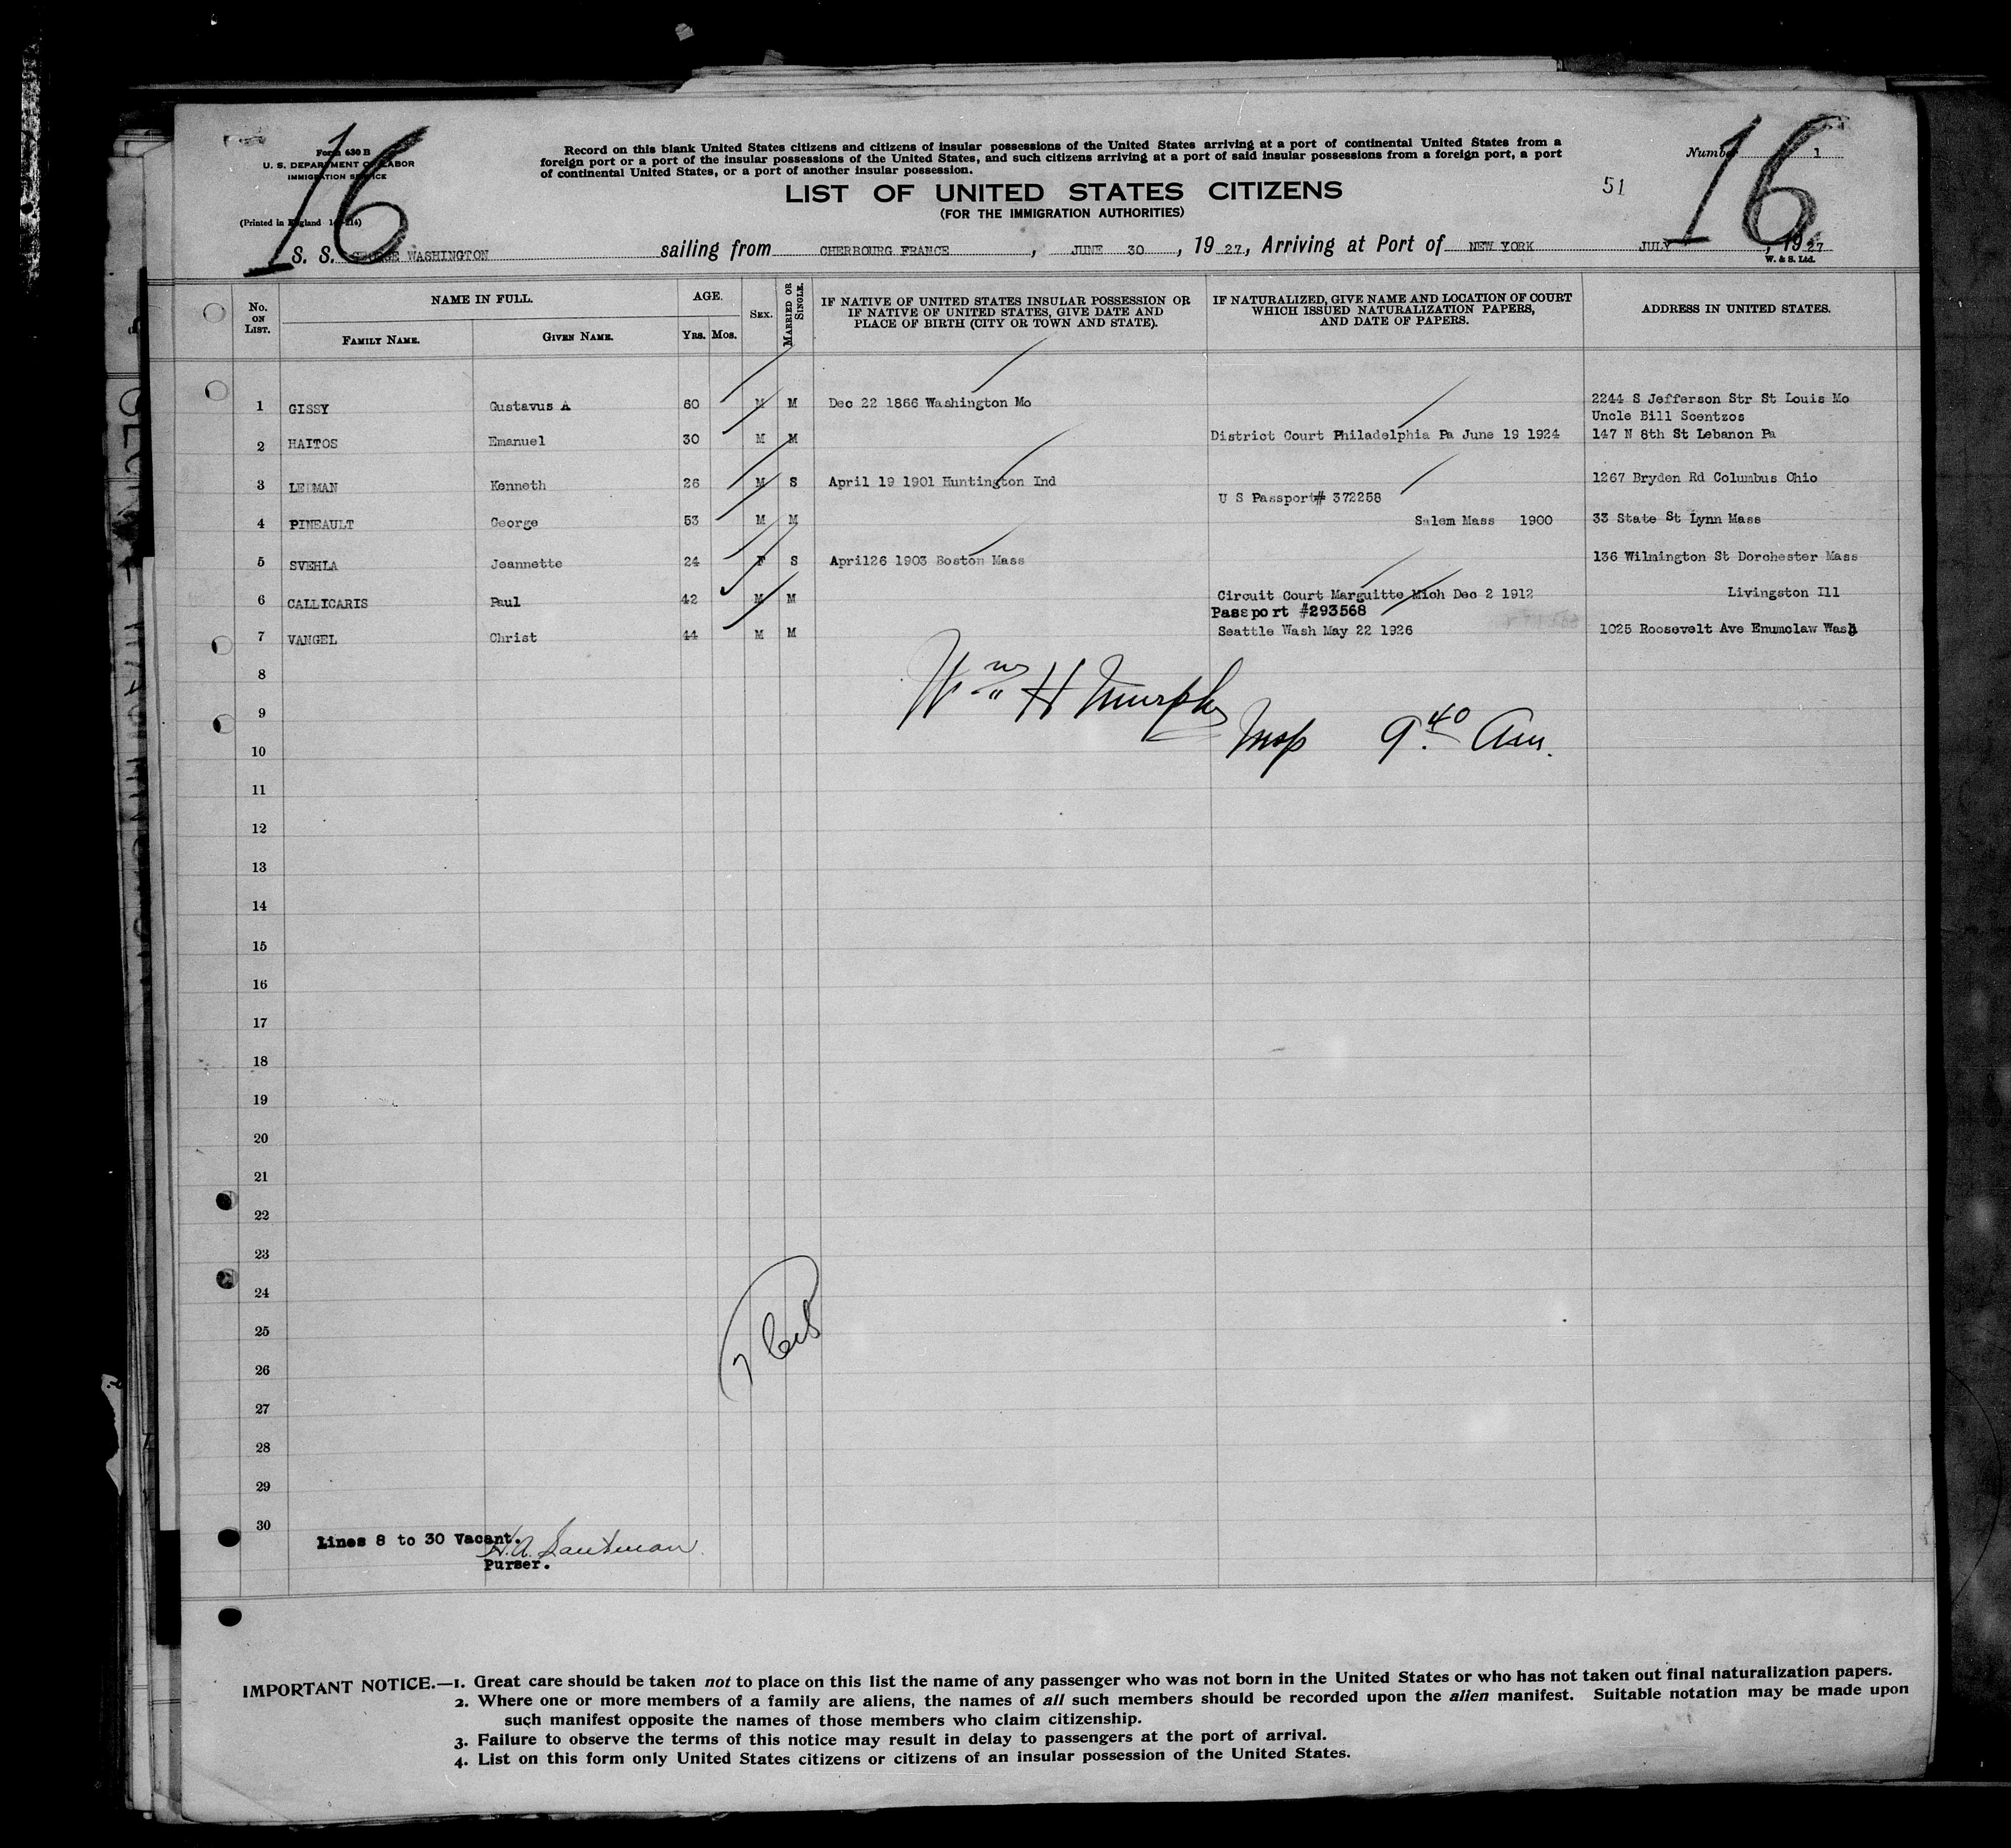 16
16
Form 630 B
U. S. DEPARTMENT OF LABOR
IMMIGRATION SERVICE
(Printed in England
Record on this blank United States citizens and citizens of insular possessions of the United States arriving at a port of continental United States from a
foreign port or a port of the insular possessions of the United States, and such citizens arriving at a port of said insular possessions from a foreign port, a port
of continental United States, or a port of another insular possession.
Number 1
LIST OF UNITED STATES CITIZENS
51
(FOR THE IMMIGRATION AUTHORITIES)
S. S. GEORGE WASHINGTON sailing from CHERBOURG FRANCE , JUNE 30 , 19 27, Arriving at Port of NEW YORK JULY , 19 27
W. & S. Ltd.
No. ON LIST.
NAME IN FULL.
FAMILY NAME.
GIVEN NAME.
AGE.
YRS. MOS.
SEX.
MARRIED OR SINGLE.
IF NATIVE OF UNITED STATES INSULAR POSSESSION OR
IF NATIVE OF UNITED STATES, GIVE DATE AND
PLACE OF BIRTH (CITY OR TOWN AND STATE).
IF NATURALIZED, GIVE NAME AND LOCATION OF COURT
WHICH ISSUED NATURALIZATION PAPERS,
AND DATE OF PAPERS.
ADDRESS IN UNITED STATES.
1 GISSY Gustavus A 60 M M Dec 22 1866 Washington Mo 2244 S Jefferson Str St Louis Mo
Uncle Bill Scentzos
2 HAITOS Emanuel 30 M M District Court Philadelphia Pa June 19 1924 147 N 8th St Lebanon Pa
3 LEDMAN Kenneth 26 M S April 19 1901 Huntington Ind 1267 Bryden Rd Columbus Ohio
U S Passport# 372258
4 PINEAULT George 53 M M Salem Mass 1900 33 State St Lynn Mass
5 SVEHLA Jeannette 24 F S April26 1903 Boston Mass 136 Wilmington St Dorchester Mass
6 CALLICARIS Paul 42 M M Circuit Court Marguitte Mich Dec 2 1912 Livingston Ill
Passport #293568
7 VANGEL Christ 44 M M Seattle Wash May 22 1926 1025 Roosevelt Ave Enumclaw Wash
8
Wm H Murphy
9
Insp 9.40 Am.
10
11
12
13
14
15
16
17
18
19
20
21
22
23
24
25
26
27
28
29
30
Lines 8 to 30 Vacant.
Purser.
IMPORTANT NOTICE.—1. Great care should be taken not to place on this list the name of any passenger who was not born in the United States or who has not taken out final naturalization papers.
2. Where one or more members of a family are aliens, the names of all such members should be recorded upon the alien manifest. Suitable notation may be made upon
such manifest opposite the names of those members who claim citizenship.
3. Failure to observe the terms of this notice may result in delay to passengers at the port of arrival.
4. List on this form only United States citizens or citizens of an insular possession of the United States.